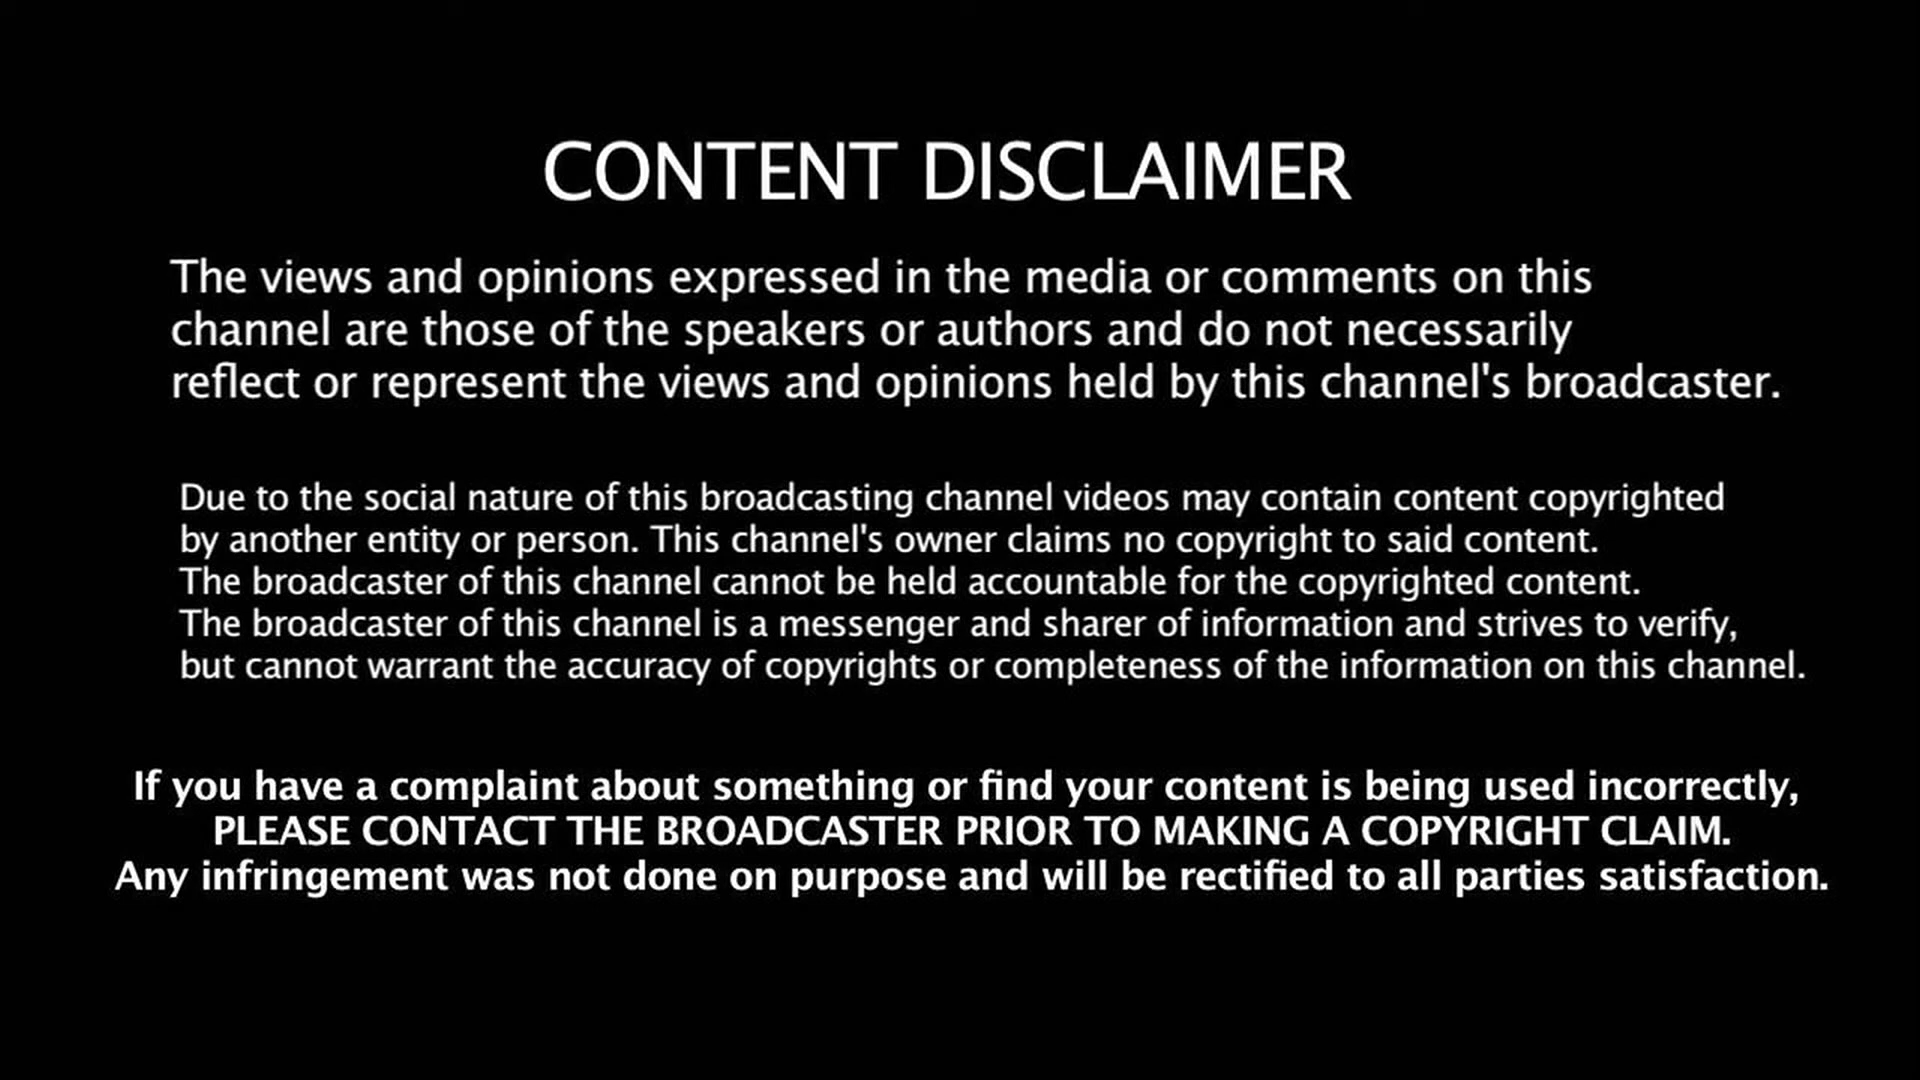 CONTENT DISCLAIMER
The views and opinions expressed in the media or comments on this
channel are those of the speakers or authors and do not necessarily
reflect or represent the views and opinions held by this channel's broadcaster.
Due to the social nature of this broadcasting channel videos may contain content copyrighted
by another entity or person. This channel's owner claims no copyright to said content.
The broadcaster of this channel cannot be held accountable for the copyrighted content.
The broadcaster of this channel is a messenger and sharer of information and strives to verify,
but cannot warrant the accuracy of copyrights or completeness of the information on this channel.
If you have a complaint about something or find your content is being used incorrectly,
PLEASE CONTACT THE BROADCASTER PRIOR TO MAKING A COPYRIGHT CLAIM.
Any infringement was not done on purpose and will be rectified to all parties satisfaction.